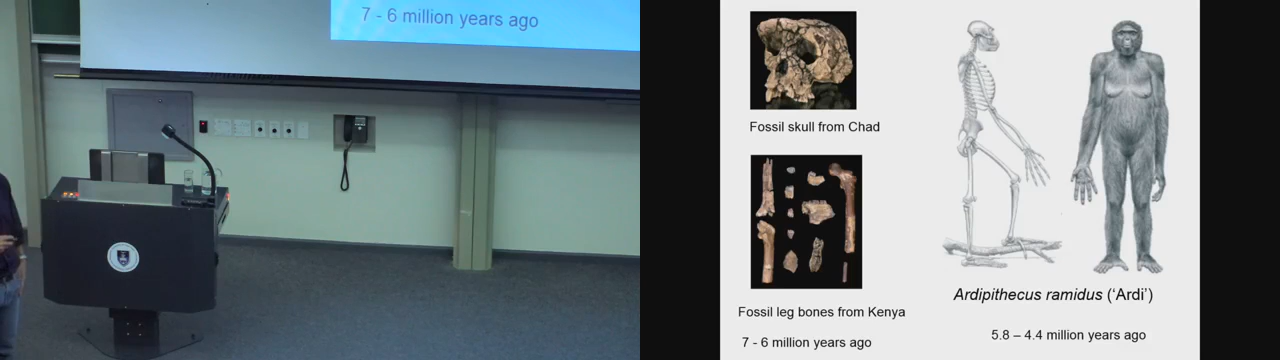 7 - 6 million years ago
Fossil skull from Chad
Fossil leg bones from Kenya
7 - 6 million years ago
Ardipithecus ramidus (‘Ardi’)
5.8 – 4.4 million years ago